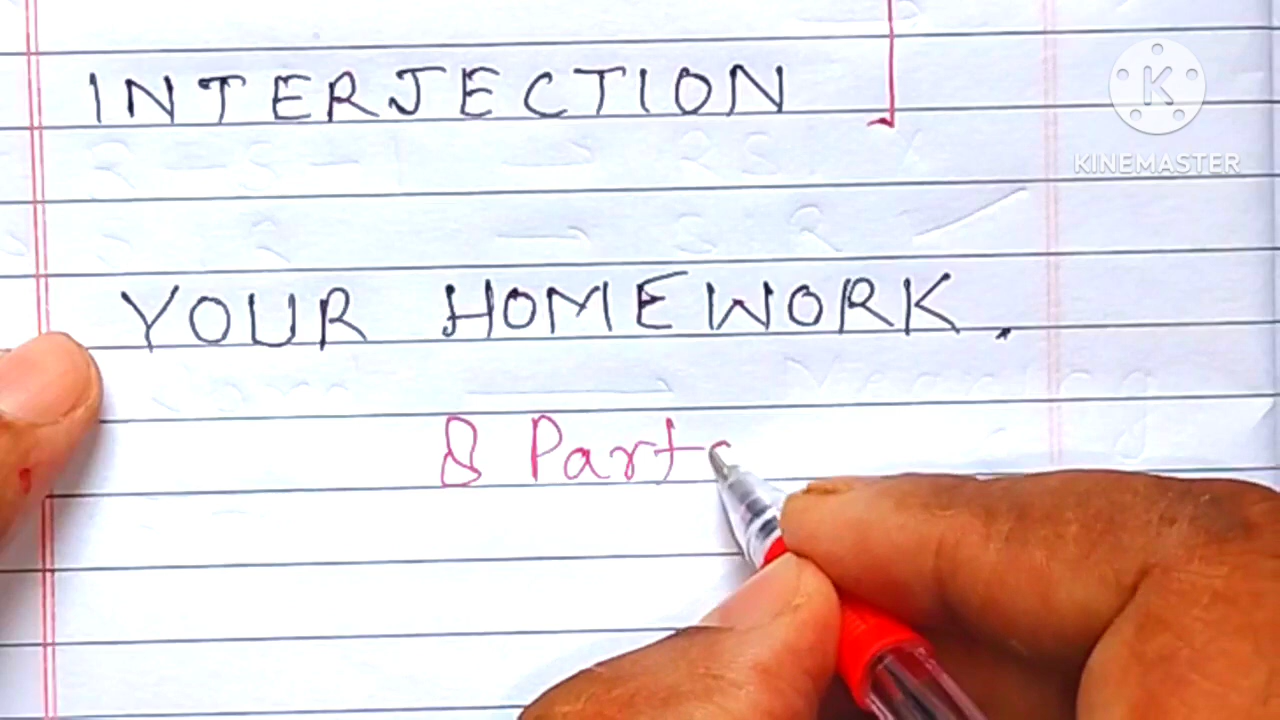 INTERJECTION
K
KINEMASTER
YOUR HOMEWORK.
8 Parts